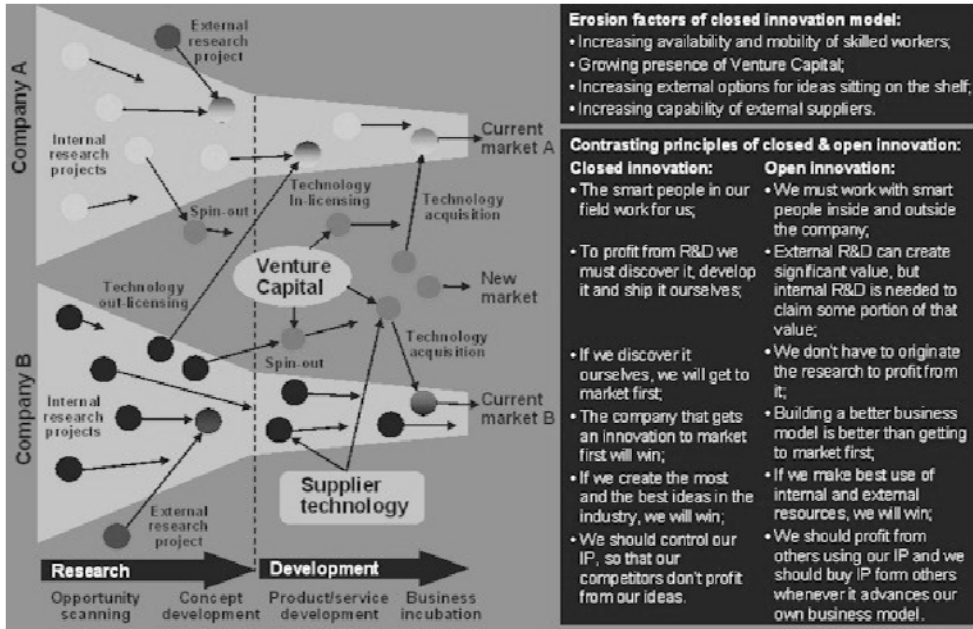 Company A
External
research
project
Internal
research
projects
Spin-out
Technology
In-licensing
Current
market A
Technology
acquisition
Venture
Capital
New
market
Technology
out-licensing
Spin-out
Technology
acquisition
Company B
Internal
research
projects
Current
market B
Supplier
technology
External
research
project
Research
Development
Opportunity
scanning
Concept
development
Product/service
development
Business
incubation
Erosion factors of closed innovation model:
• Increasing availability and mobility of skilled workers;
• Growing presence of Venture Capital;
• Increasing external options for ideas sitting on the shelf;
• Increasing capability of external suppliers.
Contrasting principles of closed & open innovation:
Closed innovation:
• The smart people in our
field work for us;
• To profit from R&D we
must discover it, develop
it and ship it ourselves;
• If we discover it
ourselves, we will get to
market first;
• The company that gets
an innovation to market
first will win;
• If we create the most
and the best ideas in the
industry, we will win;
• We should control our
IP, so that our
competitors don't profit
from our ideas.
Open innovation:
• We must work with smart
people inside and outside
the company;
• External R&D can create
significant value, but
internal R&D is needed to
claim some portion of that
value;
• We don't have to originate
the research to profit from
it;
• Building a better business
model is better than getting
to market first;
• If we make best use of
internal and external
resources, we will win;
• We should profit from
others using our IP and we
should buy IP form others
whenever it advances our
own business model.